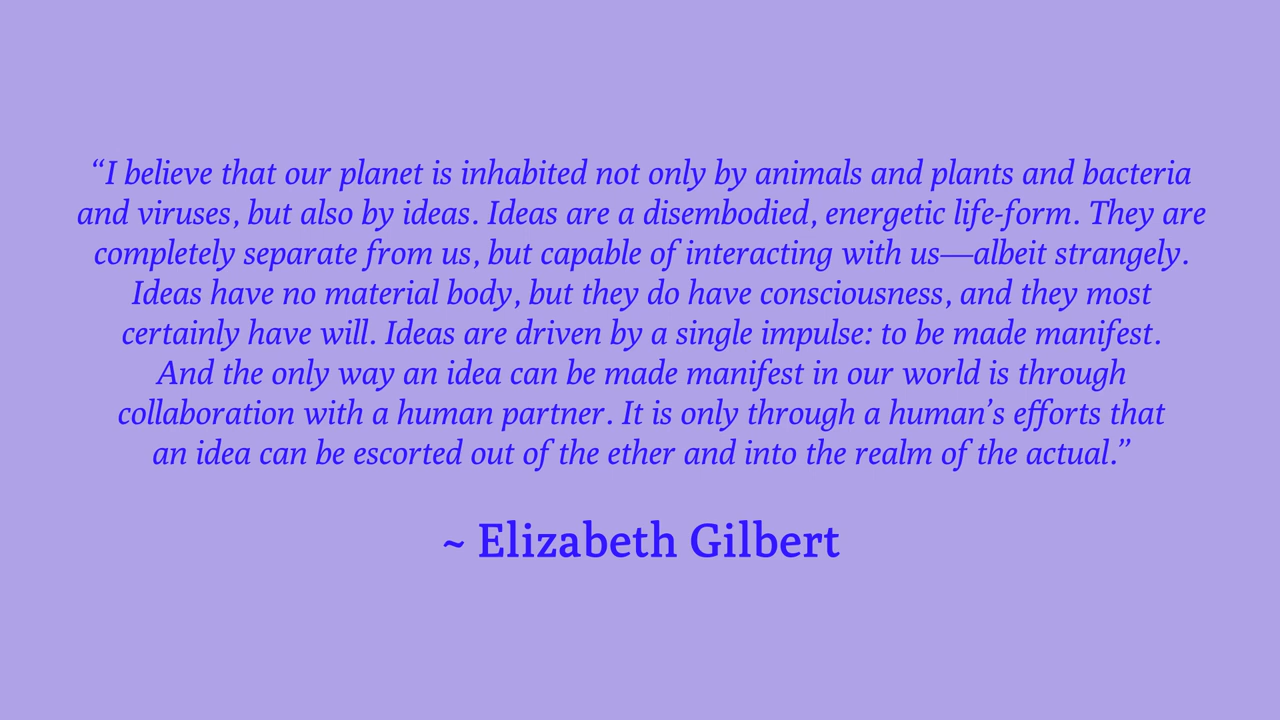 “I believe that our planet is inhabited not only by animals and plants and bacteria
and viruses, but also by ideas. Ideas are a disembodied, energetic life-form. They are
completely separate from us, but capable of interacting with us—albeit strangely.
Ideas have no material body, but they do have consciousness, and they most
certainly have will. Ideas are driven by a single impulse: to be made manifest.
And the only way an idea can be made manifest in our world is through
collaboration with a human partner. It is only through a human’s efforts that
an idea can be escorted out of the ether and into the realm of the actual.”
~ Elizabeth Gilbert